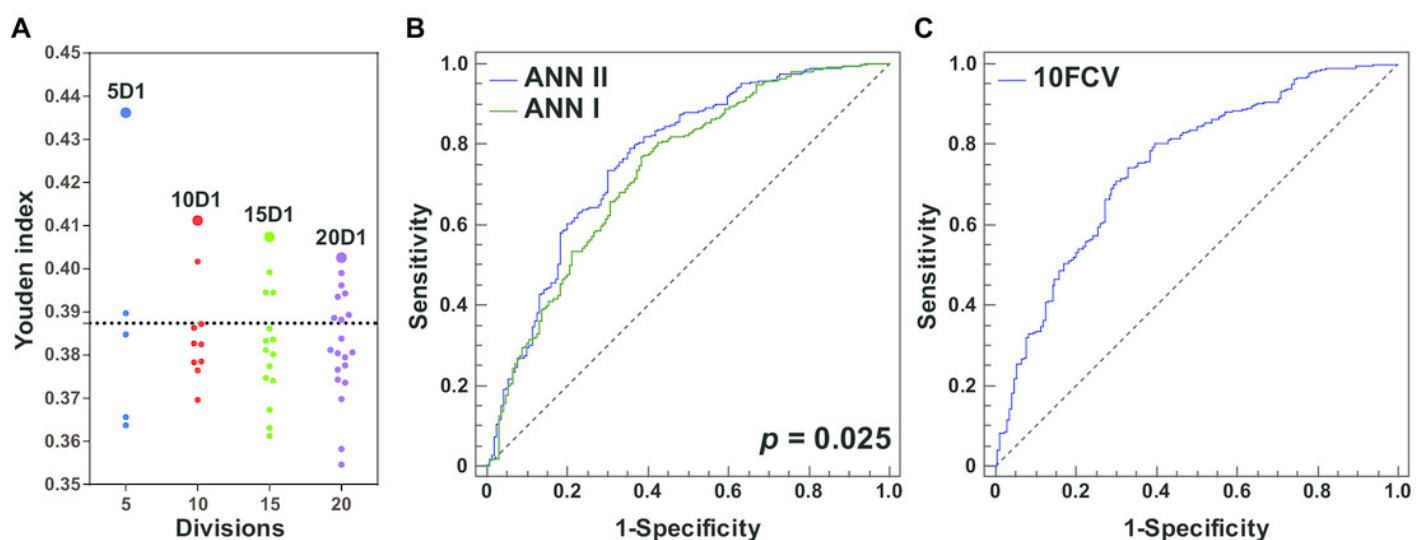 A
0.45
0.44
0.43
0.42
0.41
0.40
0.39
0.38
0.37
0.36
0.35
Youden index
5D1
10D1
15D1
20D1
5
10
15
20
Divisions
B
1.0
0.8
0.6
0.4
0.2
0
Sensitivity
ANN II
ANN I
p = 0.025
0
0.2
0.4
0.6
0.8
1.0
1-Specificity
C
1.0
0.8
0.6
0.4
0.2
0
Sensitivity
10FCV
0
0.2
0.4
0.6
0.8
1.0
1-Specificity